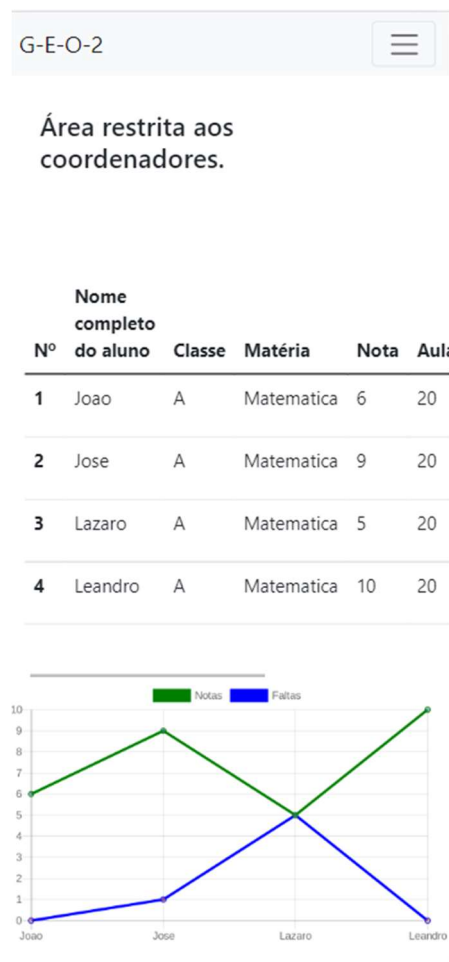 G-E-O-2
Área restrita aos
coordenadores.
Nome
completo
Nº do aluno Classe Matéria Nota Aula
1 Joao A Matematica 6 20
2 Jose A Matematica 9 20
3 Lazaro A Matematica 5 20
4 Leandro A Matematica 10 20
Notas Faltas
10
9
8
7
6
5
4
3
2
1
0
Joao Jose Lazaro Leandro